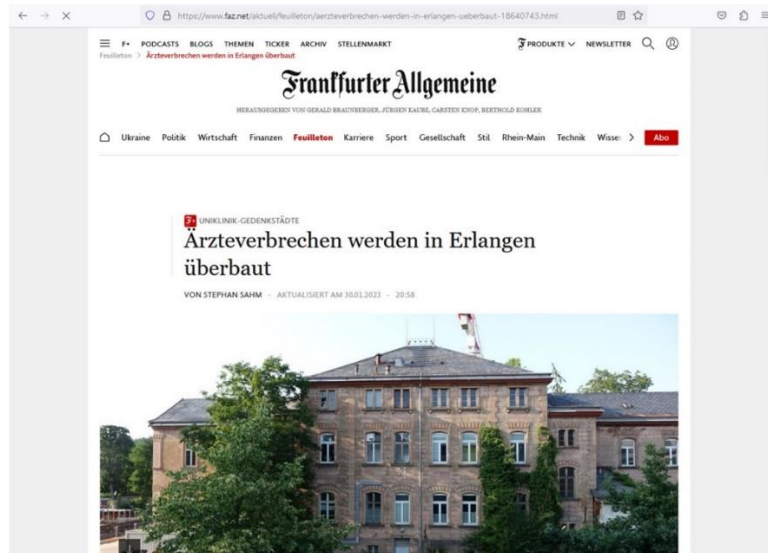 https://www.faz.net/aktuell/feuilleton/aerzteverbrechen-werden-in-erlangen-ueberbaut-18640743.html
F+ PODCASTS BLOGS THEMEN TICKER ARCHIV STELLENMARKT PRODUKTE NEWSLETTER
Feuilleton > Ärzteverbrechen werden in Erlangen überbaut
Frankfurter Allgemeine
HERAUSGEGEBEN VON GERALD BRAUNBERGER, JÜRGEN KAUBE, CARSTEN KNOP, BERTHOLD KOHLER
Ukraine Politik Wirtschaft Finanzen Feuilleton Karriere Sport Gesellschaft Stil Rhein-Main Technik Wisse Abo
F+ UNIKLINIK-GEDENKSTÄDTE
Ärzteverbrechen werden in Erlangen
überbaut
VON STEPHAN SAHM - AKTUALISIERT AM 30.01.2023 - 20:58